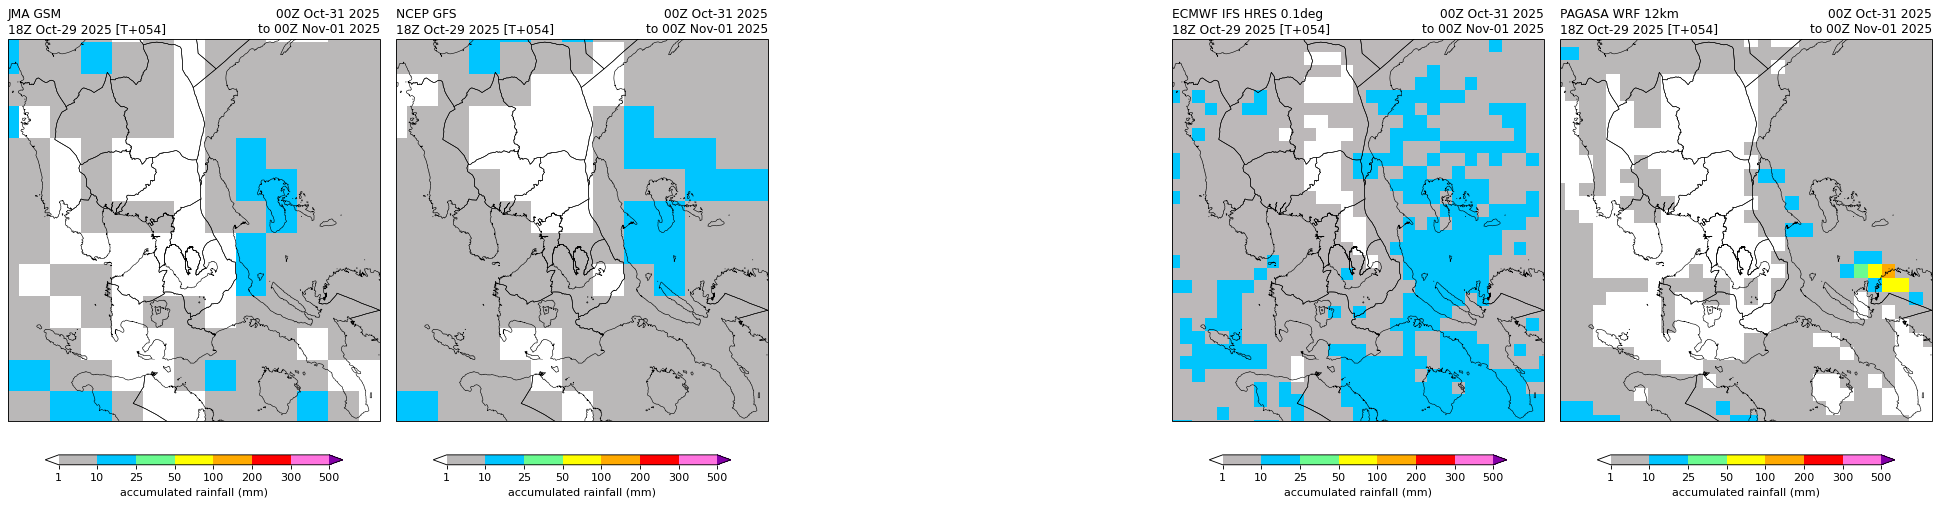 JMA GSM 00Z Oct-31 2025
18Z Oct-29 2025 [T+054] to 00Z Nov-01 2025
NCEP GFS 00Z Oct-31 2025
18Z Oct-29 2025 [T+054] to 00Z Nov-01 2025
ECMWF IFS HRES 0.1deg 00Z Oct-31 2025
18Z Oct-29 2025 [T+054] to 00Z Nov-01 2025
PAGASA WRF 12km 00Z Oct-31 2025
18Z Oct-29 2025 [T+054] to 00Z Nov-01 2025
1 10 25 50 100 200 300 500
accumulated rainfall (mm)
1 10 25 50 100 200 300 500
accumulated rainfall (mm)
1 10 25 50 100 200 300 500
accumulated rainfall (mm)
1 10 25 50 100 200 300 500
accumulated rainfall (mm)